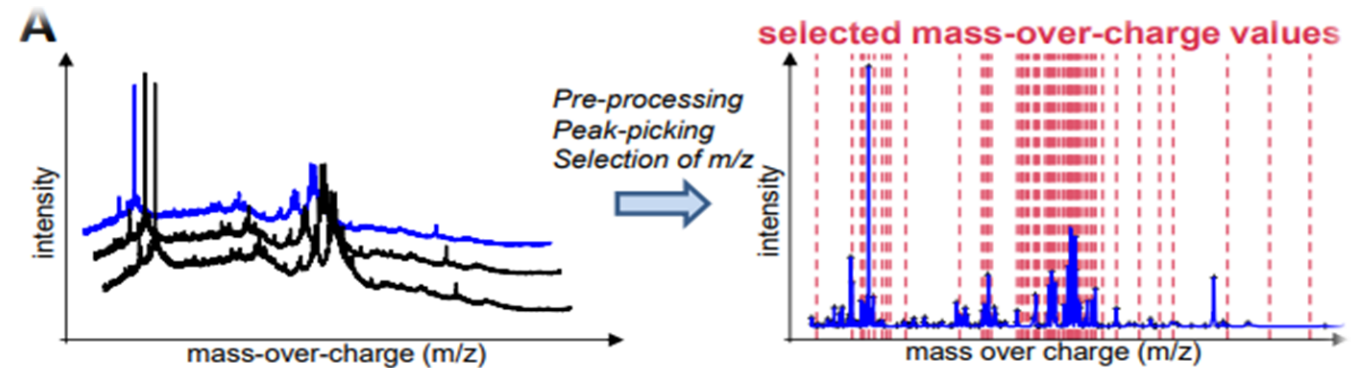 A
selected mass-over-charge values
Pre-processing
Peak-picking
Selection of m/z
intensity
intensity
mass-over-charge (m/z)
mass over charge (m/z)